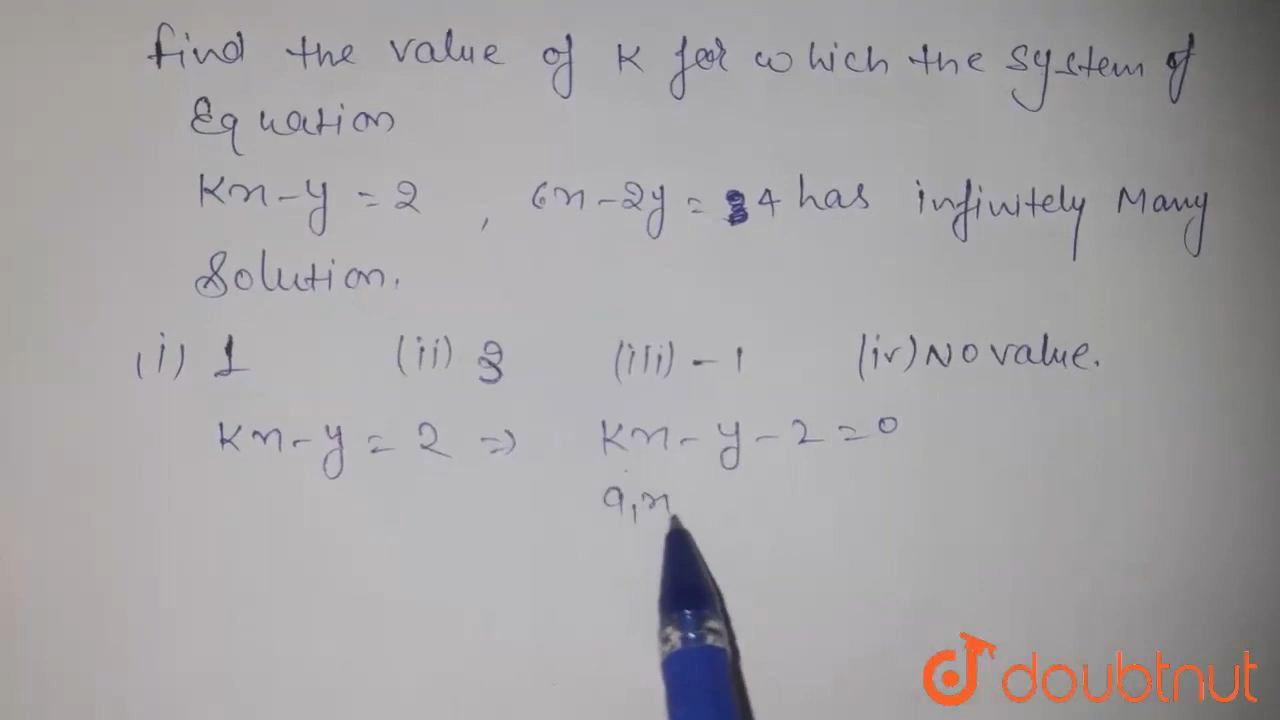 find the value of K for which the system of
Equation
Kx - y = 2 , 6x - 2y = 4 has infinitely Many
Solution.
(i) 1 (ii) 3 (iii) - 1 (iv) No value.
Kx - y = 2 => Kx - y - 2 = 0
a1x
doubtnut